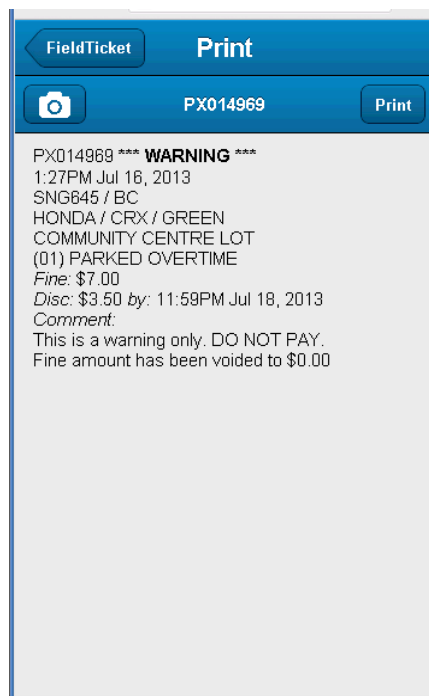 FieldTicket
Print
PX014969
Print
PX014969 *** WARNING ***
1:27PM Jul 16, 2013
SNG645 / BC
HONDA / CRX / GREEN
COMMUNITY CENTRE LOT
(01) PARKED OVERTIME
Fine: $7.00
Disc: $3.50 by: 11:59PM Jul 18, 2013
Comment:
This is a warning only. DO NOT PAY.
Fine amount has been voided to $0.00